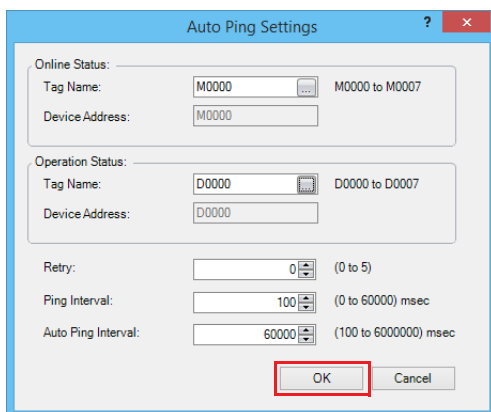 Auto Ping Settings ? ×
Online Status:
Tag Name: M0000 ... M0000 to M0007
Device Address: M0000
Operation Status:
Tag Name: D0000 ... D0000 to D0007
Device Address: D0000
Retry: 0 (0 to 5)
Ping Interval: 100 (0 to 60000) msec
Auto Ping Interval: 60000 (100 to 6000000) msec
OK Cancel